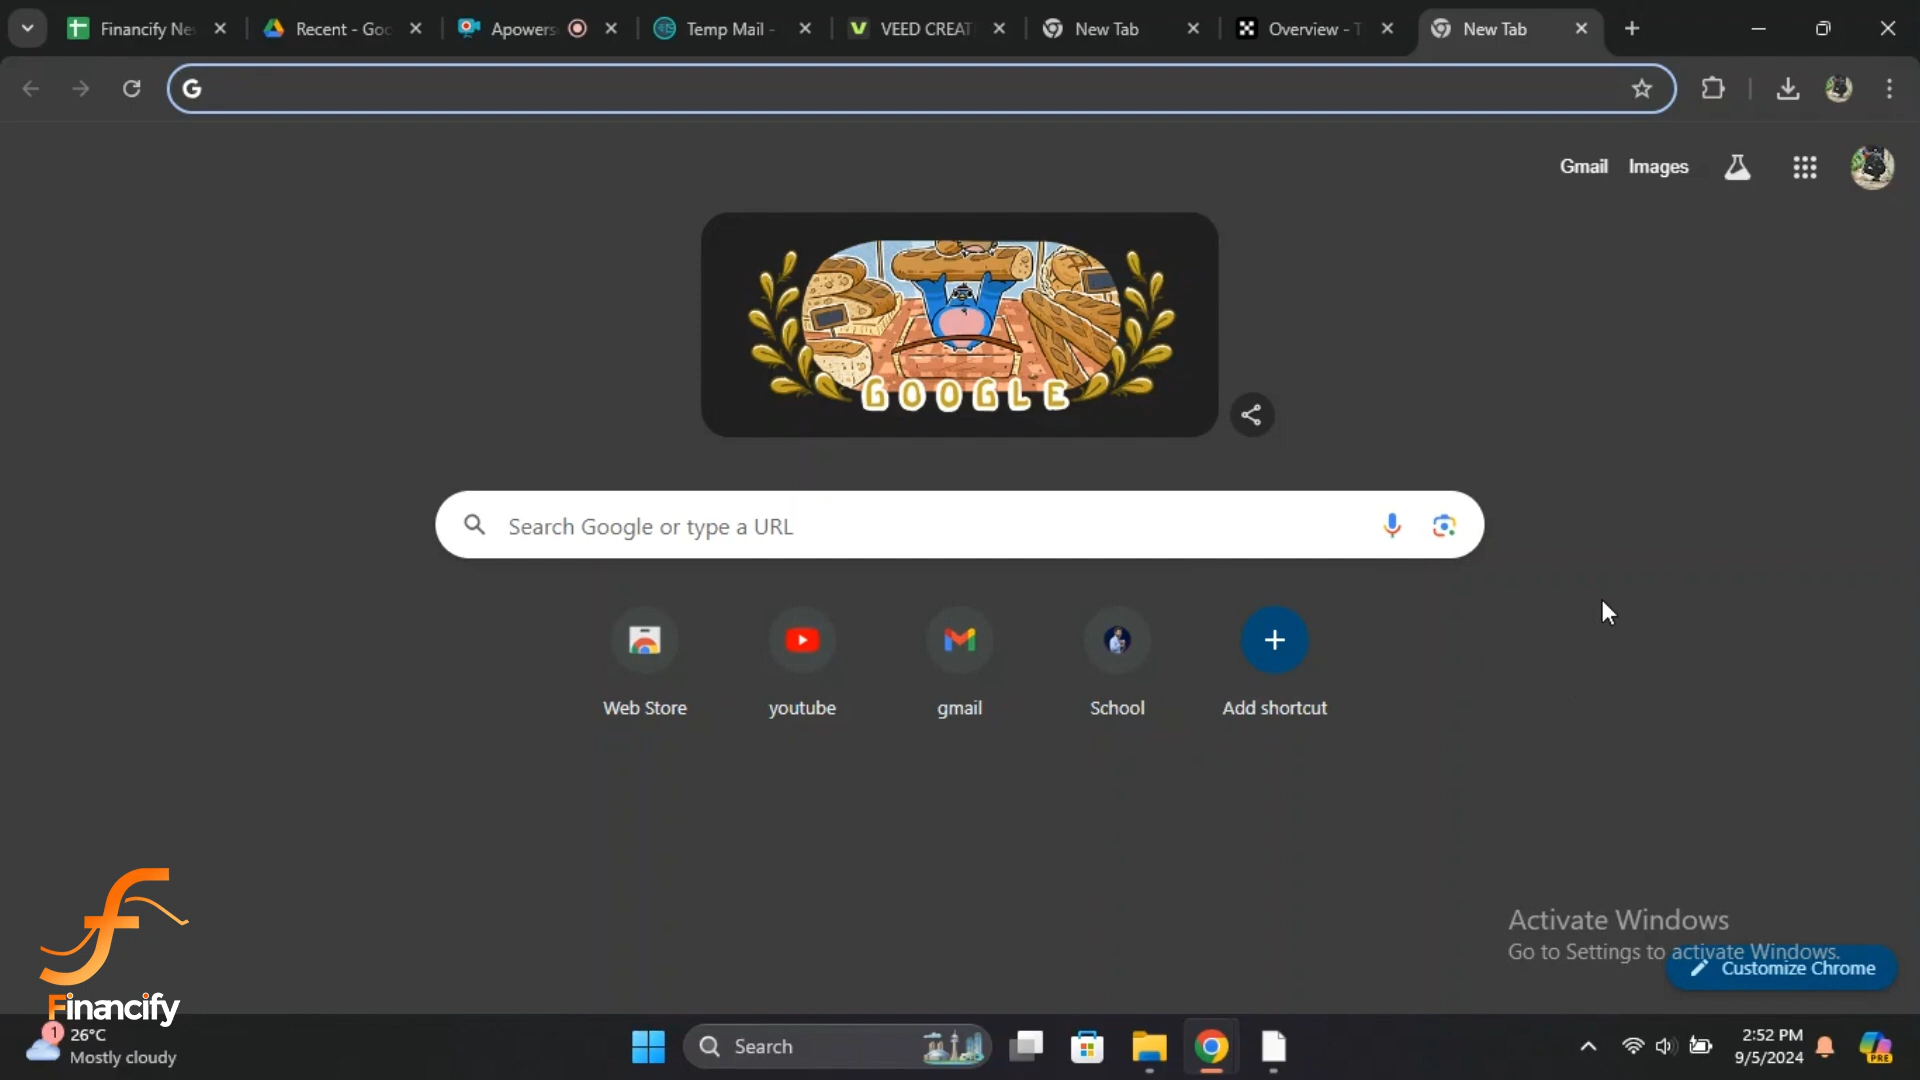 Financify Ne
Recent - Goo
Apowers
Temp Mail -
VEED CREAT
New Tab
Overview - T
New Tab
Gmail
Images
GOOGLE
Search Google or type a URL
Web Store
youtube
gmail
School
Add shortcut
Activate Windows
Go to Settings to activate Windows.
Customize Chrome
Financify
1
26°C
Mostly cloudy
Search
2:52 PM
9/5/2024
PRE